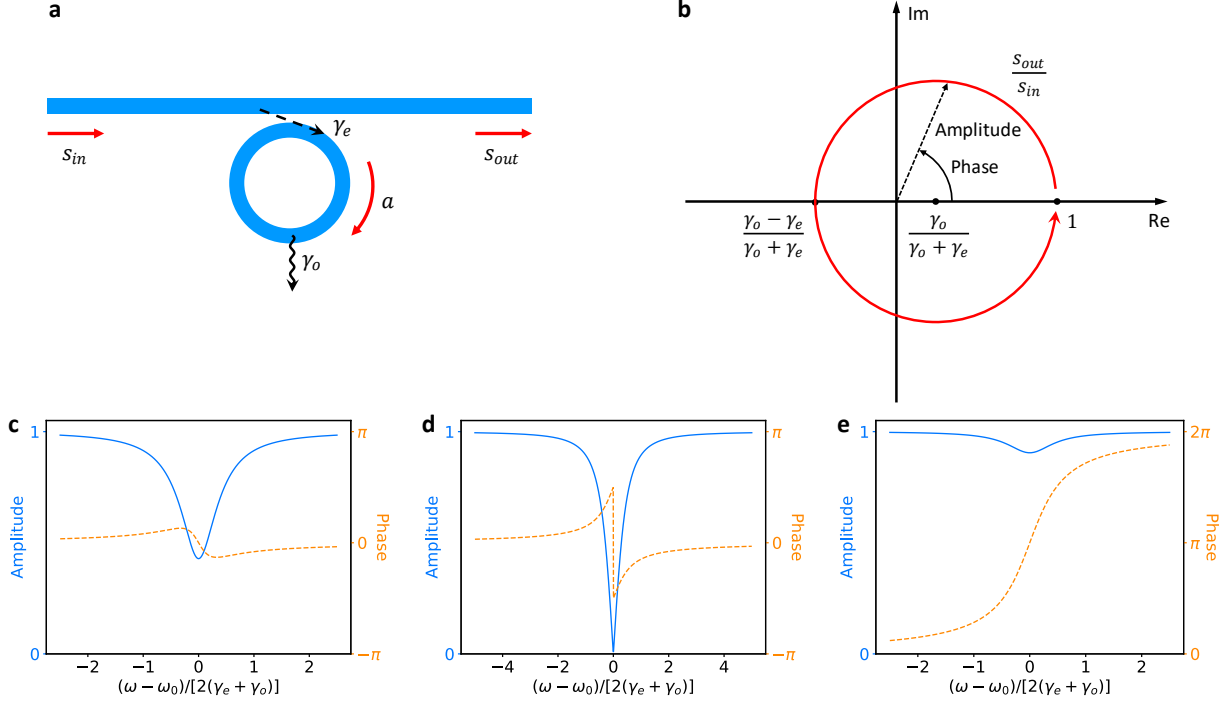 a
γ_e
s_in
s_out
a
γ_o
b
Im
s_out / s_in
Amplitude
Phase
(γ_o − γ_e) / (γ_o + γ_e)
γ_o / (γ_o + γ_e)
1
Re
c
1
0
Amplitude
π
0
−π
Phase
−2 −1 0 1 2
(ω − ω_0)/[2(γ_e + γ_o)]
d
1
0
Amplitude
π
0
−π
Phase
−4 −2 0 2 4
(ω − ω_0)/[2(γ_e + γ_o)]
e
1
0
Amplitude
2π
π
0
Phase
−2 −1 0 1 2
(ω − ω_0)/[2(γ_e + γ_o)]